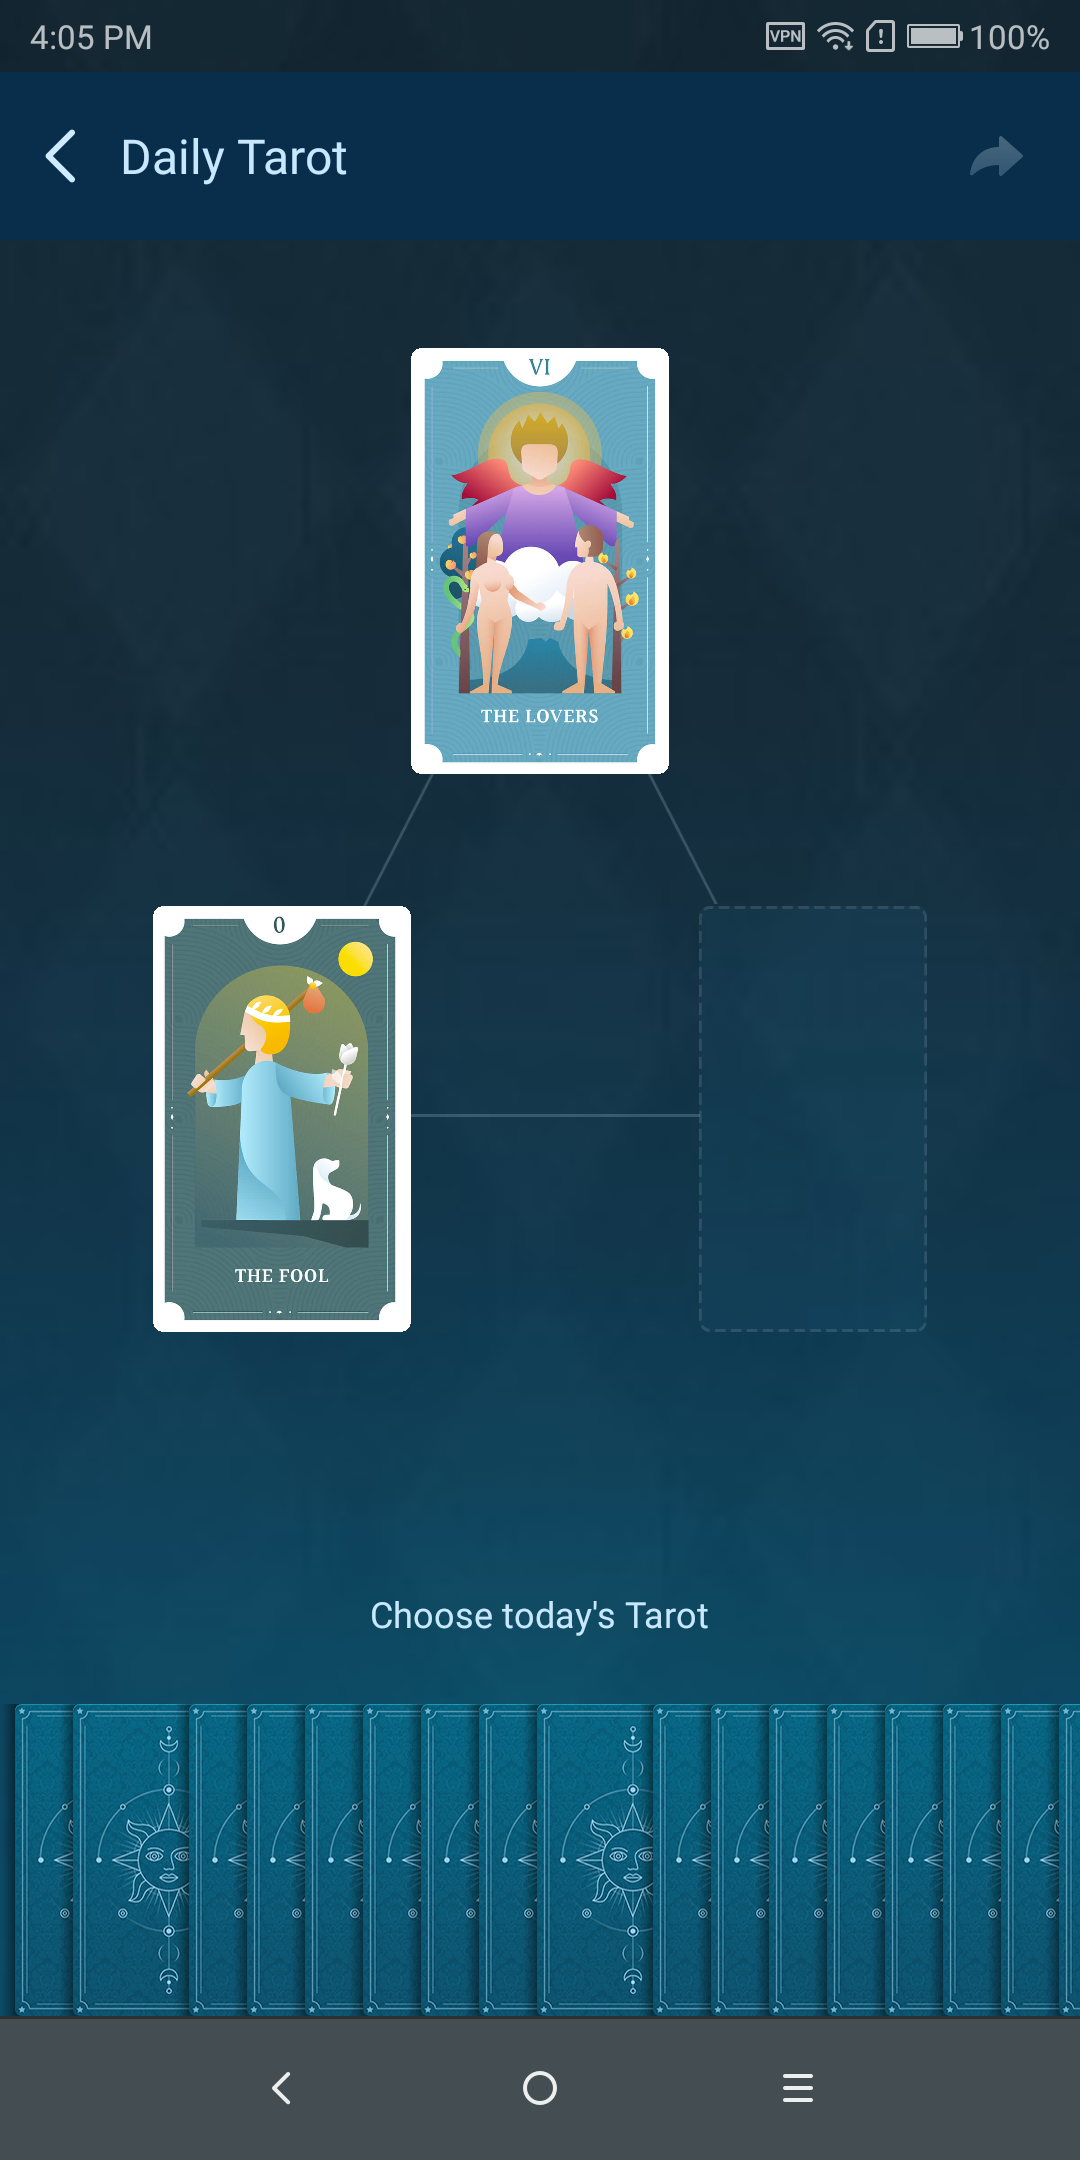 4:05 PM
VPN
100%
Daily Tarot
VI
THE LOVERS
0
THE FOOL
Choose today's Tarot